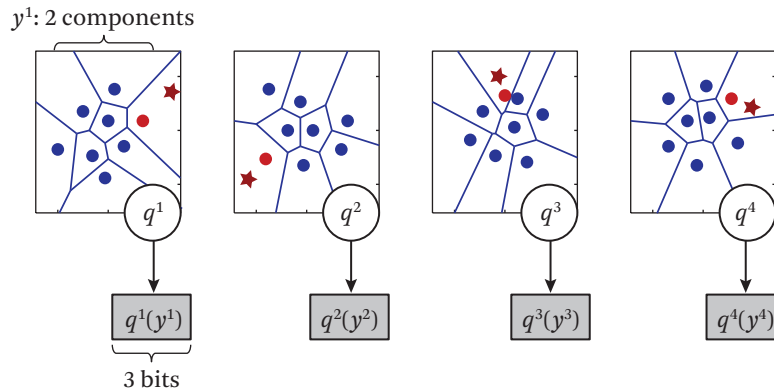 y¹: 2 components
q¹ q² q³ q⁴
q¹(y¹) q²(y²) q³(y³) q⁴(y⁴)
3 bits